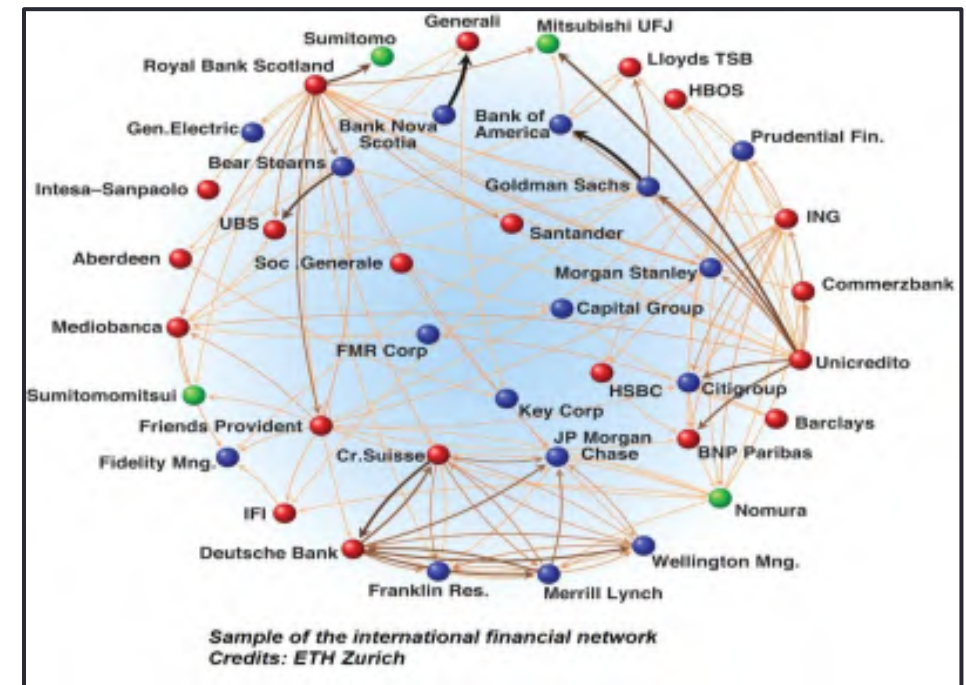 Generali
Mitsubishi UFJ
Sumitomo
Lloyds TSB
Royal Bank Scotland
HBOS
Gen.Electric
Bank Nova
Scotia
Bank of
America
Prudential Fin.
Bear Stearns
Goldman Sachs
Intesa–Sanpaolo
UBS
Santander
ING
Aberdeen
Soc .Generale
Morgan Stanley
Commerzbank
Capital Group
Mediobanca
FMR Corp
Unicredito
HSBC
Citigroup
Sumitomomitsui
Key Corp
Barclays
Friends Provident
JP Morgan
Chase
BNP Paribas
Fidelity Mng.
Cr.Suisse
IFI
Nomura
Deutsche Bank
Wellington Mng.
Franklin Res.
Merrill Lynch
Sample of the international financial network
Credits: ETH Zurich